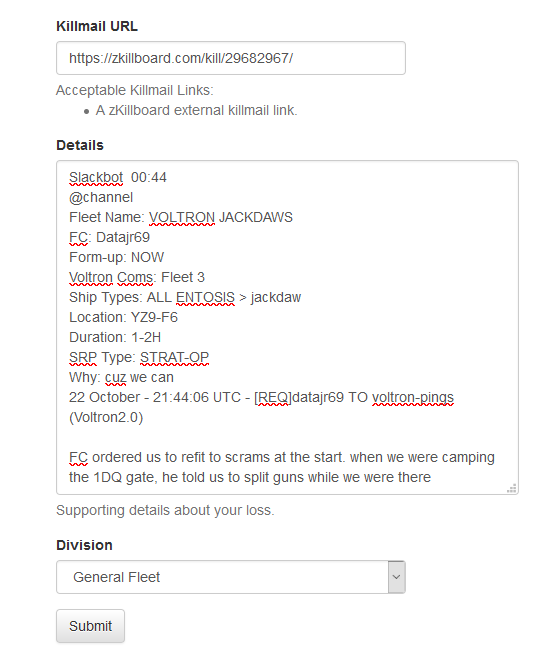 Killmail URL
https://zkillboard.com/kill/29682967/
Acceptable Killmail Links:
• A zKillboard external killmail link.
Details
Slackbot  00:44
@channel
Fleet Name: VOLTRON JACKDAWS
FC: Datajr69
Form-up: NOW
Voltron Coms: Fleet 3
Ship Types: ALL ENTOSIS > jackdaw
Location: YZ9-F6
Duration: 1-2H
SRP Type: STRAT-OP
Why: cuz we can
22 October - 21:44:06 UTC - [REQ]datajr69 TO voltron-pings
(Voltron2.0)
FC ordered us to refit to scrams at the start. when we were camping
the 1DQ gate, he told us to split guns while we were there
Supporting details about your loss.
Division
General Fleet
Submit